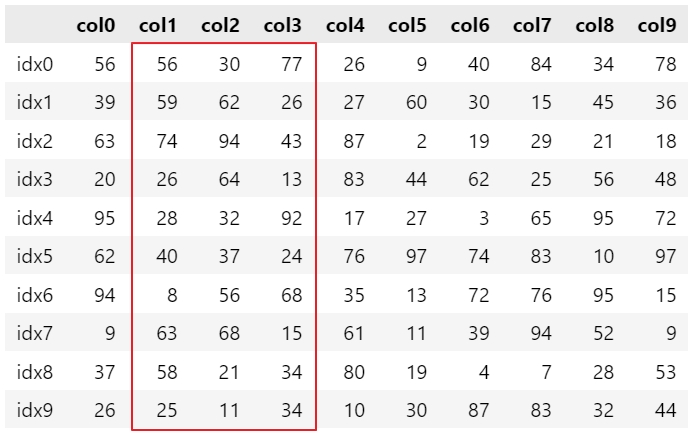 col0 col1 col2 col3 col4 col5 col6 col7 col8 col9
idx0 56 56 30 77 26 9 40 84 34 78
idx1 39 59 62 26 27 60 30 15 45 36
idx2 63 74 94 43 87 2 19 29 21 18
idx3 20 26 64 13 83 44 62 25 56 48
idx4 95 28 32 92 17 27 3 65 95 72
idx5 62 40 37 24 76 97 74 83 10 97
idx6 94 8 56 68 35 13 72 76 95 15
idx7 9 63 68 15 61 11 39 94 52 9
idx8 37 58 21 34 80 19 4 7 28 53
idx9 26 25 11 34 10 30 87 83 32 44